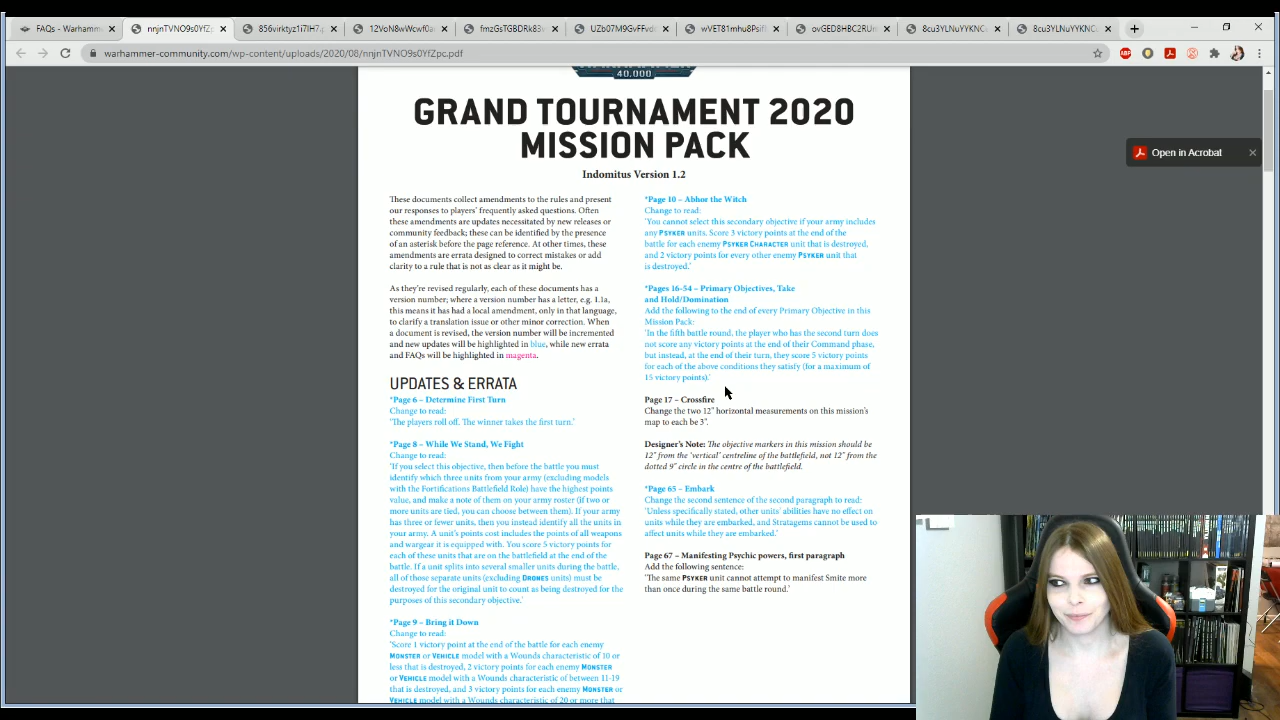 FAQs - Warhamm
nnjnTVNO9s0YfZ
856virktyz1i7IH7
12VoN8wWcwf
fmzGsTGBDRk83
UZb07M9GvFFvd
wVET81mhu8Psiff
ovGED8HBC2RUn
8cu3YLNuYYKNC
8cu3YLNuYYKNC
warhammer-community.com/wp-content/uploads/2020/08/nnjnTVNO9s0YfZpc.pdf
Open in Acrobat
40,000
GRAND TOURNAMENT 2020
MISSION PACK
Indomitus Version 1.2
These documents collect amendments to the rules and present
our responses to players' frequently asked questions. Often
these amendments are updates necessitated by new releases or
community feedback; these can be identified by the presence
of an asterisk before the page reference. At other times, these
amendments are errata designed to correct mistakes or add
clarity to a rule that is not as clear as it might be.
As they're revised regularly, each of these documents has a
version number; where a version number has a letter, e.g. 1.1a,
this means it has had a local amendment, only in that language,
to clarify a translation issue or other minor correction. When
a document is revised, the version number will be incremented
and new updates will be highlighted in blue, while new errata
and FAQs will be highlighted in magenta.
UPDATES & ERRATA
*Page 6 – Determine First Turn
Change to read:
'The players roll off. The winner takes the first turn.'
*Page 8 – While We Stand, We Fight
Change to read:
'If you select this objective, then before the battle you must
identify which three units from your army (excluding models
with the Fortifications Battlefield Role) have the highest points
value, and make a note of them on your army roster (if two or
more units are tied, you can choose between them). If your army
has three or fewer units, then you instead identify all the units in
your army. A unit's points cost includes the points of all weapons
and wargear it is equipped with. You score 5 victory points for
each of these units that are on the battlefield at the end of the
battle. If a unit splits into several smaller units during the battle,
all of those separate units (excluding DRONES units) must be
destroyed for the original unit to count as being destroyed for the
purposes of this secondary objective.'
*Page 9 – Bring it Down
Change to read:
'Score 1 victory point at the end of the battle for each enemy
MONSTER or VEHICLE model with a Wounds characteristic of 10 or
less that is destroyed, 2 victory points for each enemy MONSTER
or VEHICLE model with a Wounds characteristic of between 11-19
that is destroyed, and 3 victory points for each enemy MONSTER or
VEHICLE model with a Wounds characteristic of 20 or more that
*Page 10 – Abhor the Witch
Change to read:
'You cannot select this secondary objective if your army includes
any PSYKER units. Score 3 victory points at the end of the
battle for each enemy PSYKER CHARACTER unit that is destroyed,
and 2 victory points for every other enemy PSYKER unit that
is destroyed.'
*Pages 16-54 – Primary Objectives, Take
and Hold/Domination
Add the following to the end of every Primary Objective in this
Mission Pack:
'In the fifth battle round, the player who has the second turn does
not score any victory points at the end of their Command phase,
but instead, at the end of their turn, they score 5 victory points
for each of the above conditions they satisfy (for a maximum of
15 victory points).'
Page 17 – Crossfire
Change the two 12" horizontal measurements on this mission's
map to each be 3".
Designer's Note: The objective markers in this mission should be
12" from the 'vertical' centreline of the battlefield, not 12" from the
dotted 9" circle in the centre of the battlefield.
*Page 65 – Embark
Change the second sentence of the second paragraph to read:
'Unless specifically stated, other units' abilities have no effect on
units while they are embarked, and Stratagems cannot be used to
affect units while they are embarked.'
Page 67 – Manifesting Psychic powers, first paragraph
Add the following sentence:
'The same PSYKER unit cannot attempt to manifest Smite more
than once during the same battle round.'